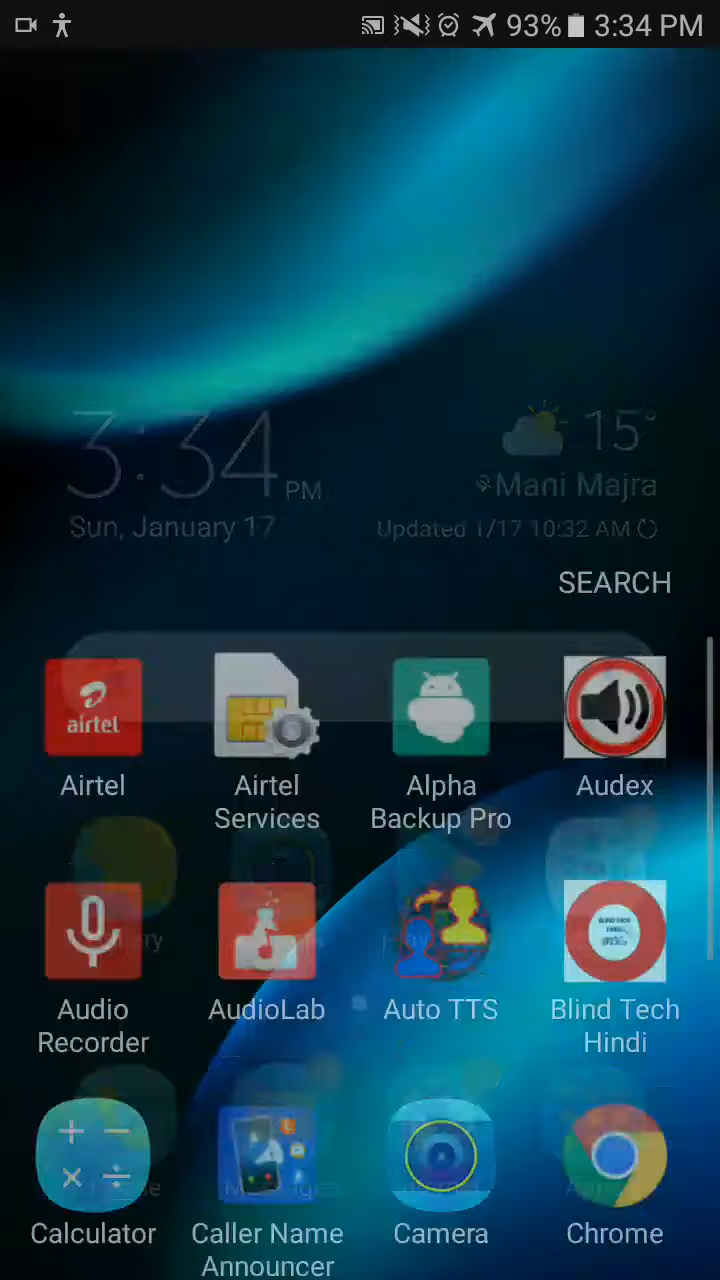 93% 3:34 PM
3:34 PM
15°
Mani Majra
Sun, January 17
Updated 1/17 10:32 AM
SEARCH
airtel
Airtel
Airtel Services
Alpha Backup Pro
Audex
Audio Recorder
AudioLab
Auto TTS
Blind Tech Hindi
Calculator
Caller Name Announcer
Camera
Chrome